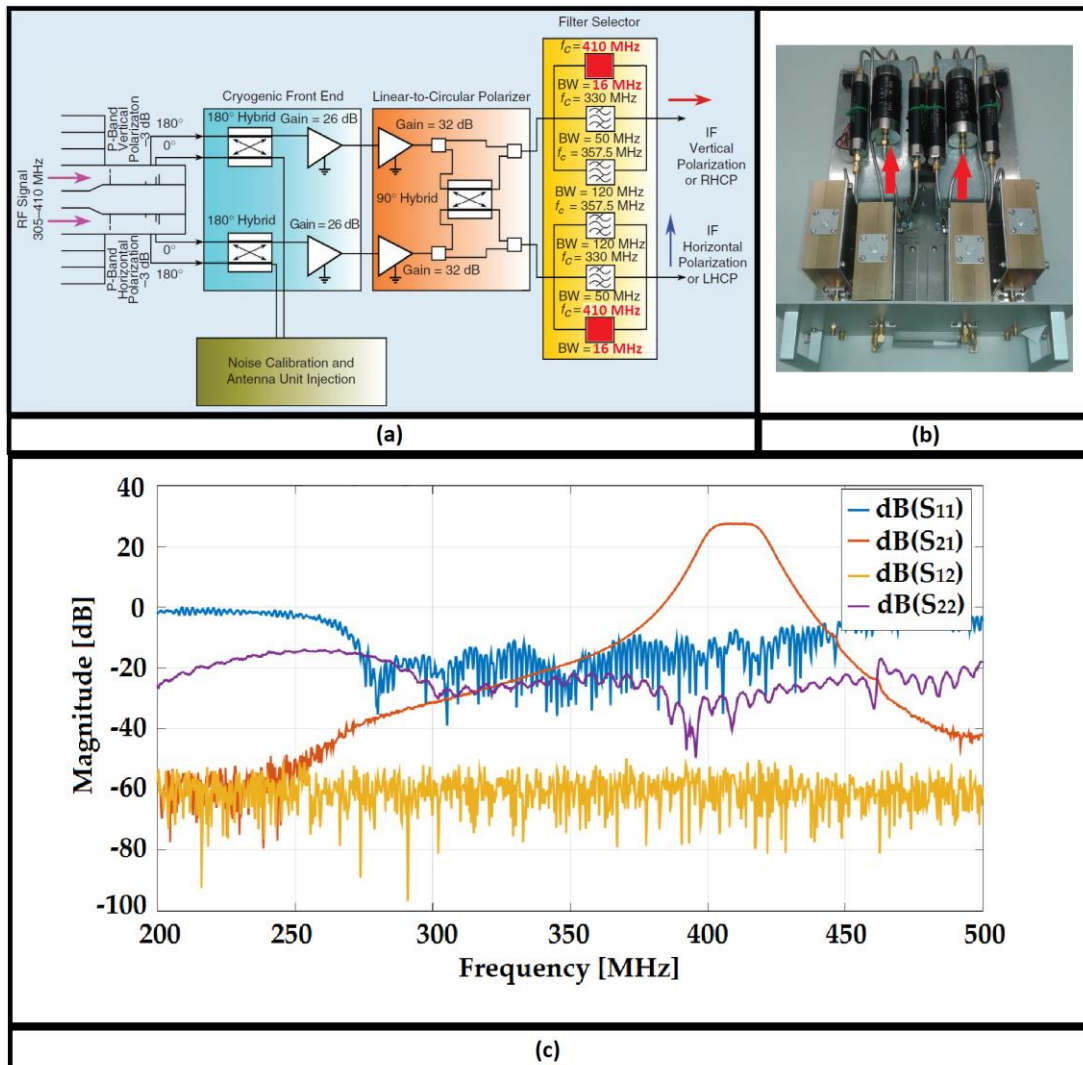 Filter Selector
fc = 410 MHz
BW = 16 MHz
fc = 330 MHz
BW = 50 MHz
fc = 357.5 MHz
BW = 120 MHz
fc = 357.5 MHz
BW = 120 MHz
fc = 330 MHz
BW = 50 MHz
fc = 410 MHz
BW = 16 MHz
Cryogenic Front End
180° Hybrid
Gain = 26 dB
180° Hybrid
Gain = 26 dB
Linear-to-Circular Polarizer
Gain = 32 dB
90° Hybrid
Gain = 32 dB
RF Signal
305–410 MHz
P-Band
Vertical
Polarization
–3 dB
180°
0°
P-Band
Horizontal
Polarization
–3 dB
0°
180°
IF
Vertical
Polarization
or RHCP
IF
Horizontal
Polarization
or LHCP
Noise Calibration and
Antenna Unit Injection
(a)
(b)
Magnitude [dB]
40
20
0
-20
-40
-60
-80
-100
200
250
300
350
400
450
500
Frequency [MHz]
dB(S11)
dB(S21)
dB(S12)
dB(S22)
(c)